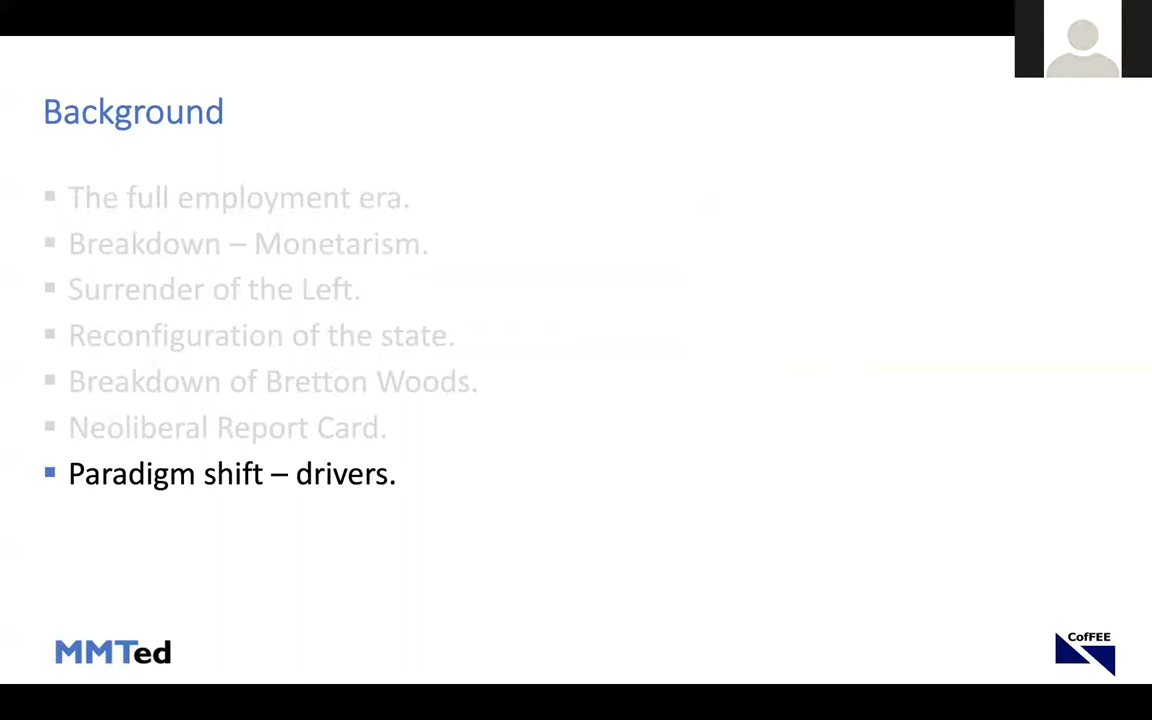 Background
▪ The full employment era.
▪ Breakdown – Monetarism.
▪ Surrender of the Left.
▪ Reconfiguration of the state.
▪ Breakdown of Bretton Woods.
▪ Neoliberal Report Card.
▪ Paradigm shift – drivers.
MMTed
CofFEE